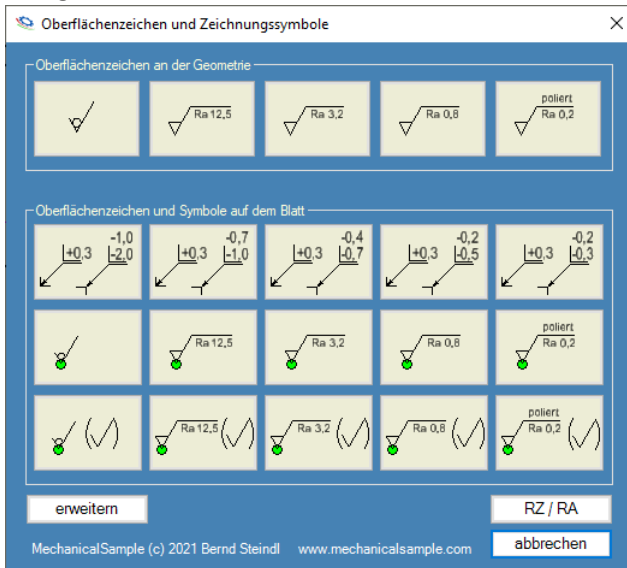 Oberflächenzeichen und Zeichnungssymbole
Oberflächenzeichen an der Geometrie
Ra 12,5
Ra 3,2
Ra 0,8
poliert
Ra 0,2
Oberflächenzeichen und Symbole auf dem Blatt
+0,3 -1,0 -2,0
+0,3 -0,7 -1,0
+0,3 -0,4 -0,7
+0,3 -0,2 -0,5
+0,3 -0,2 -0,3
Ra 12,5
Ra 3,2
Ra 0,8
poliert
Ra 0,2
Ra 12,5
Ra 3,2
Ra 0,8
poliert
Ra 0,2
erweitern
RZ / RA
MechanicalSample (c) 2021 Bernd Steindl www.mechanicalsample.com
abbrechen